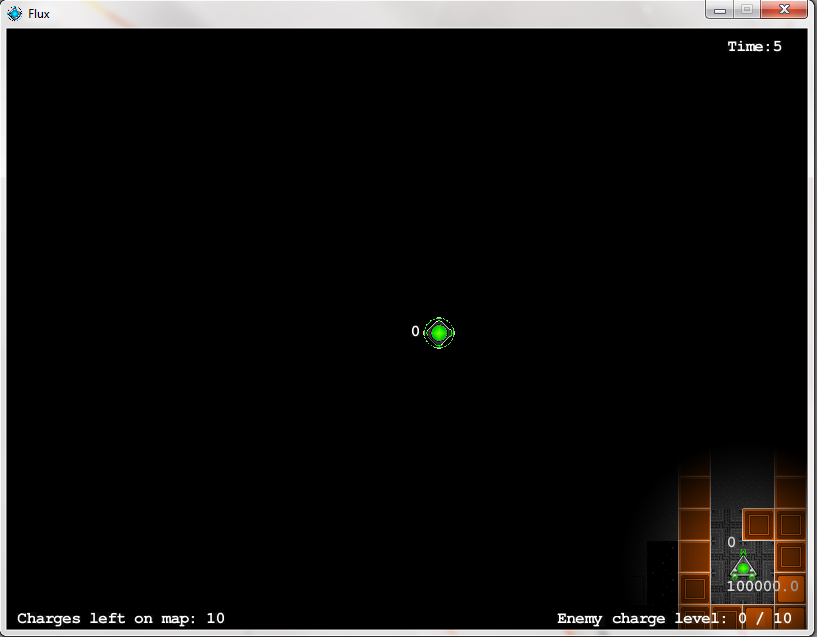 Flux
Time:5
0
0
100000.0
Charges left on map: 10
Enemy charge level: 0 / 10